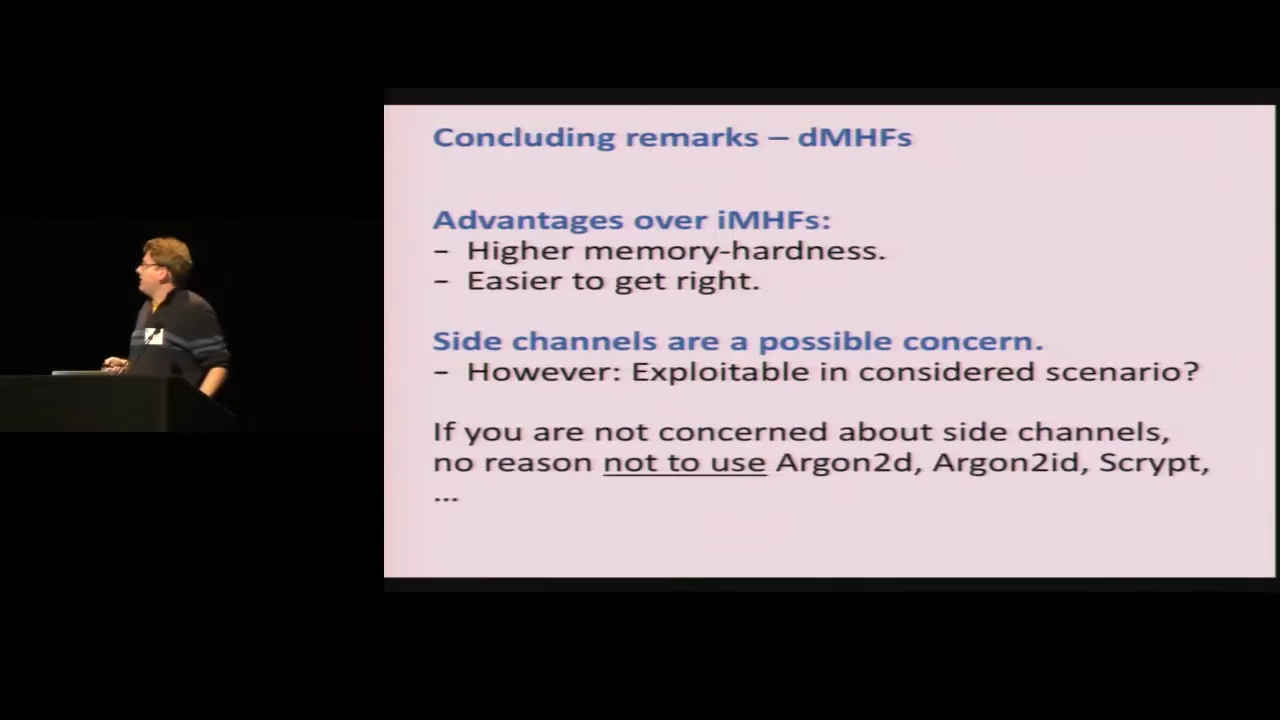 Concluding remarks – dMHFs
Advantages over iMHFs:
– Higher memory-hardness.
– Easier to get right.
Side channels are a possible concern.
– However: Exploitable in considered scenario?
If you are not concerned about side channels,
no reason not to use Argon2d, Argon2id, Scrypt,
...